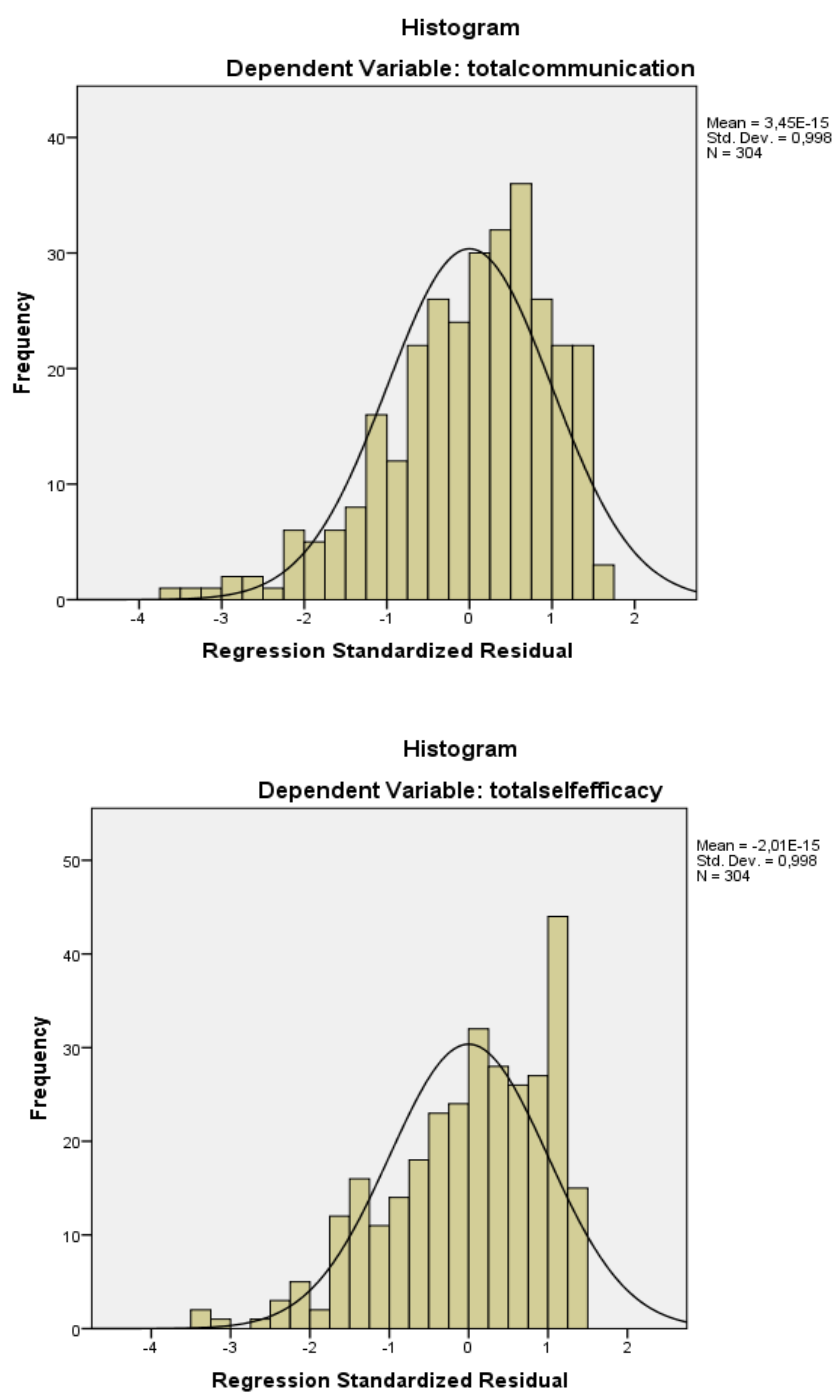 Histogram
Dependent Variable: totalcommunication
Mean = 3,45E-15
Std. Dev. = 0,998
N = 304
40
30
20
10
0
Frequency
-4 -3 -2 -1 0 1 2
Regression Standardized Residual
Histogram
Dependent Variable: totalselfefficacy
Mean = -2,01E-15
Std. Dev. = 0,998
N = 304
50
40
30
20
10
0
Frequency
-4 -3 -2 -1 0 1 2
Regression Standardized Residual